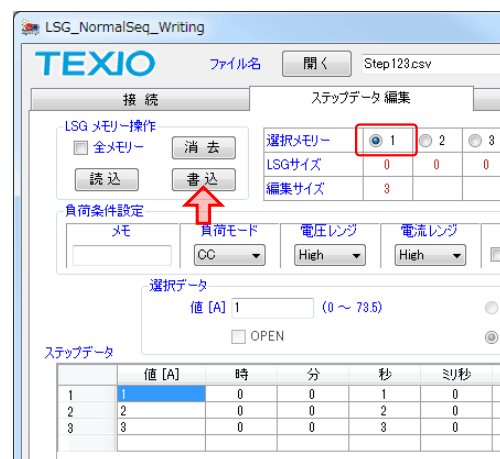 LSG_NormalSeq_Writing
TEXIO ファイル名 開く Step123.csv
接 続 ステップデータ 編集
LSG メモリー操作
全メモリー 消 去
読 込 書 込
選択メモリー 1 2 3
LSGサイズ 0 0 0
編集サイズ 3
負荷条件設定
メモ 負荷モード 電圧レンジ 電流レンジ
CC High High
選択データ
値 [A] 1 (0 ～ 73.5)
OPEN
ステップデータ
値 [A] 時 分 秒 ミリ秒
1 1 0 0 1 0
2 2 0 0 2 0
3 3 0 0 3 0